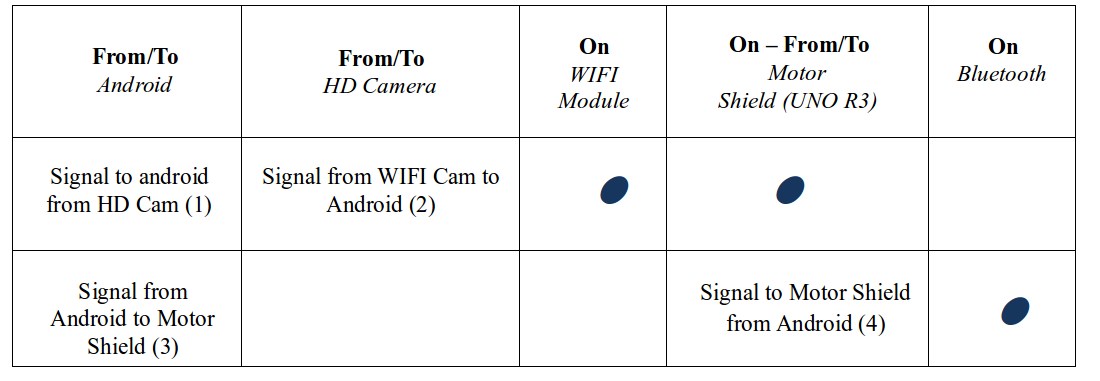 From/To
Android
From/To
HD Camera
On
WIFI
Module
On – From/To
Motor
Shield (UNO R3)
On
Bluetooth
Signal to android
from HD Cam (1)
Signal from WIFI Cam to
Android (2)
Signal from
Android to Motor
Shield (3)
Signal to Motor Shield
from Android (4)